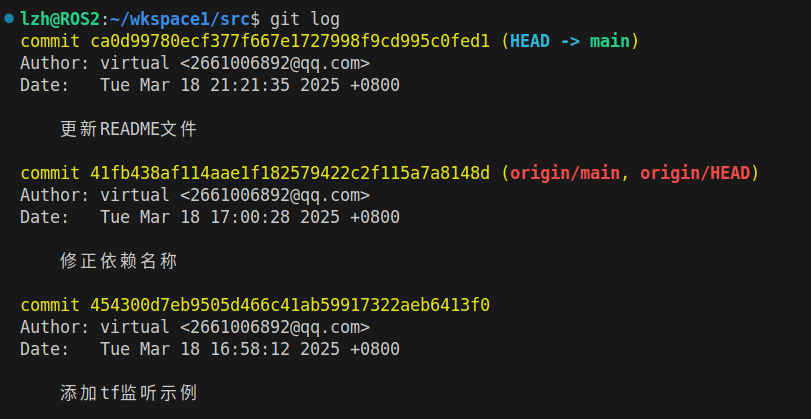 lzh@ROS2:~/wkspace1/src$ git log
commit ca0d99780ecf377f667e1727998f9cd995c0fed1 (HEAD -> main)
Author: virtual <2661006892@qq.com>
Date:   Tue Mar 18 21:21:35 2025 +0800
更新README文件
commit 41fb438af114aae1f182579422c2f115a7a8148d (origin/main, origin/HEAD)
Author: virtual <2661006892@qq.com>
Date:   Tue Mar 18 17:00:28 2025 +0800
修正依赖名称
commit 454300d7eb9505d466c41ab59917322aeb6413f0
Author: virtual <2661006892@qq.com>
Date:   Tue Mar 18 16:58:12 2025 +0800
添加tf监听示例